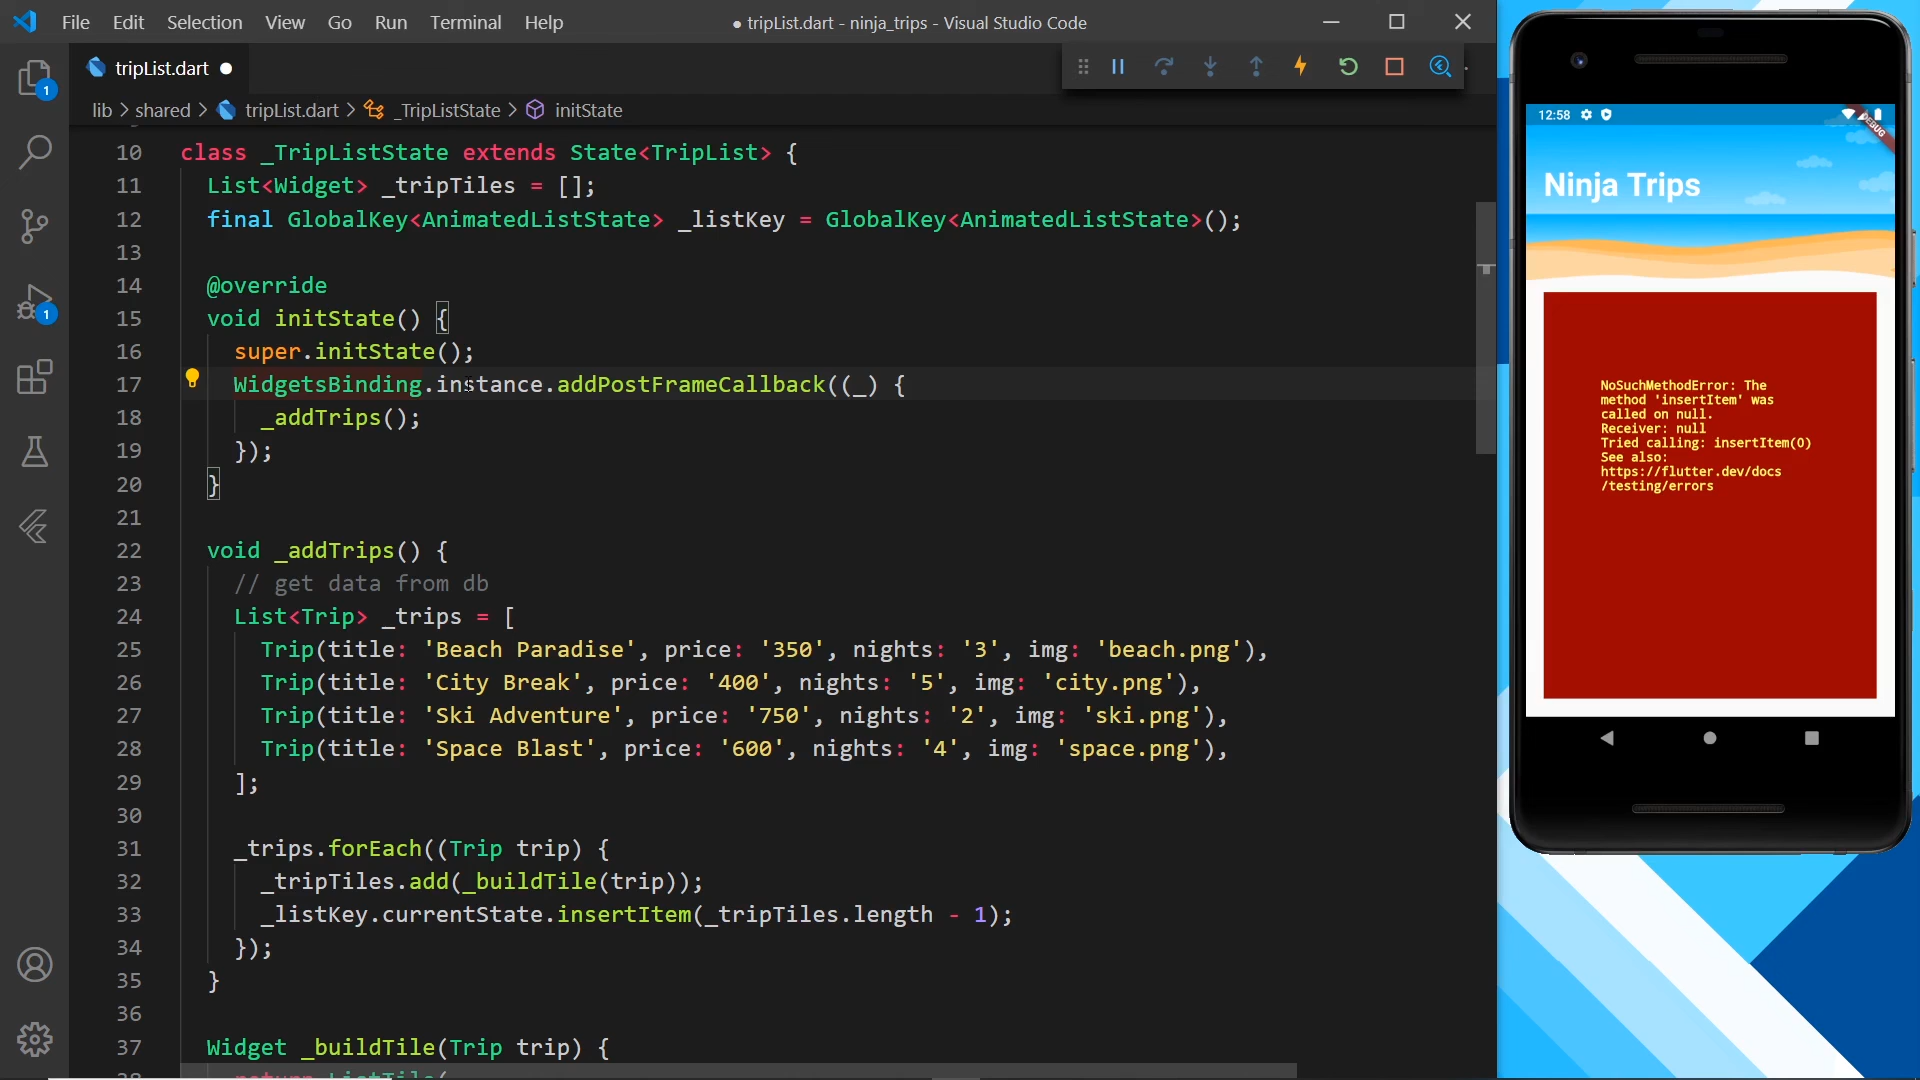 File Edit Selection View Go Run Terminal Help
● tripList.dart - ninja_trips - Visual Studio Code
tripList.dart ●
lib > shared > tripList.dart > _TripListState > initState
1
1
10 class _TripListState extends State<TripList> {
11 List<Widget> _tripTiles = [];
12 final GlobalKey<AnimatedListState> _listKey = GlobalKey<AnimatedListState>();
13
14 @override
15 void initState() {
16 super.initState();
17 WidgetsBinding.instance.addPostFrameCallback((_) {
18 _addTrips();
19 });
20 }
21
22 void _addTrips() {
23 // get data from db
24 List<Trip> _trips = [
25 Trip(title: 'Beach Paradise', price: '350', nights: '3', img: 'beach.png'),
26 Trip(title: 'City Break', price: '400', nights: '5', img: 'city.png'),
27 Trip(title: 'Ski Adventure', price: '750', nights: '2', img: 'ski.png'),
28 Trip(title: 'Space Blast', price: '600', nights: '4', img: 'space.png'),
29 ];
30
31 _trips.forEach((Trip trip) {
32 _tripTiles.add(_buildTile(trip));
33 _listKey.currentState.insertItem(_tripTiles.length - 1);
34 });
35 }
36
37 Widget _buildTile(Trip trip) {
38 return ListTile(
12:58
DEBUG
Ninja Trips
NoSuchMethodError: The
method 'insertItem' was
called on null.
Receiver: null
Tried calling: insertItem(0)
See also:
https://flutter.dev/docs
/testing/errors